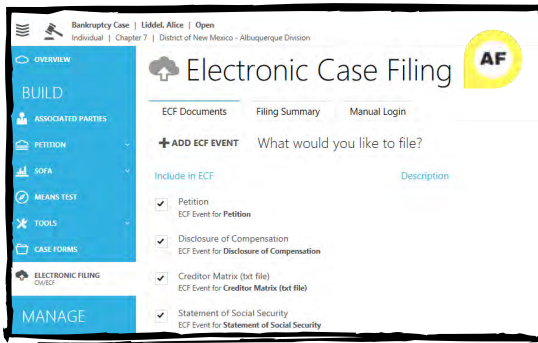 Bankruptcy Case | Liddel, Alice | Open
Individual | Chapter 7 | District of New Mexico - Albuquerque Division
OVERVIEW
BUILD
ASSOCIATED PARTIES
PETITION
SOFA
MEANS TEST
TOOLS
CASE FORMS
ELECTRONIC FILING
CM/ECF
MANAGE
Electronic Case Filing
AF
ECF Documents Filing Summary Manual Login
+ ADD ECF EVENT What would you like to file?
Include in ECF Description
Petition
ECF Event for Petition
Disclosure of Compensation
ECF Event for Disclosure of Compensation
Creditor Matrix (txt file)
ECF Event for Creditor Matrix (txt file)
Statement of Social Security
ECF Event for Statement of Social Security